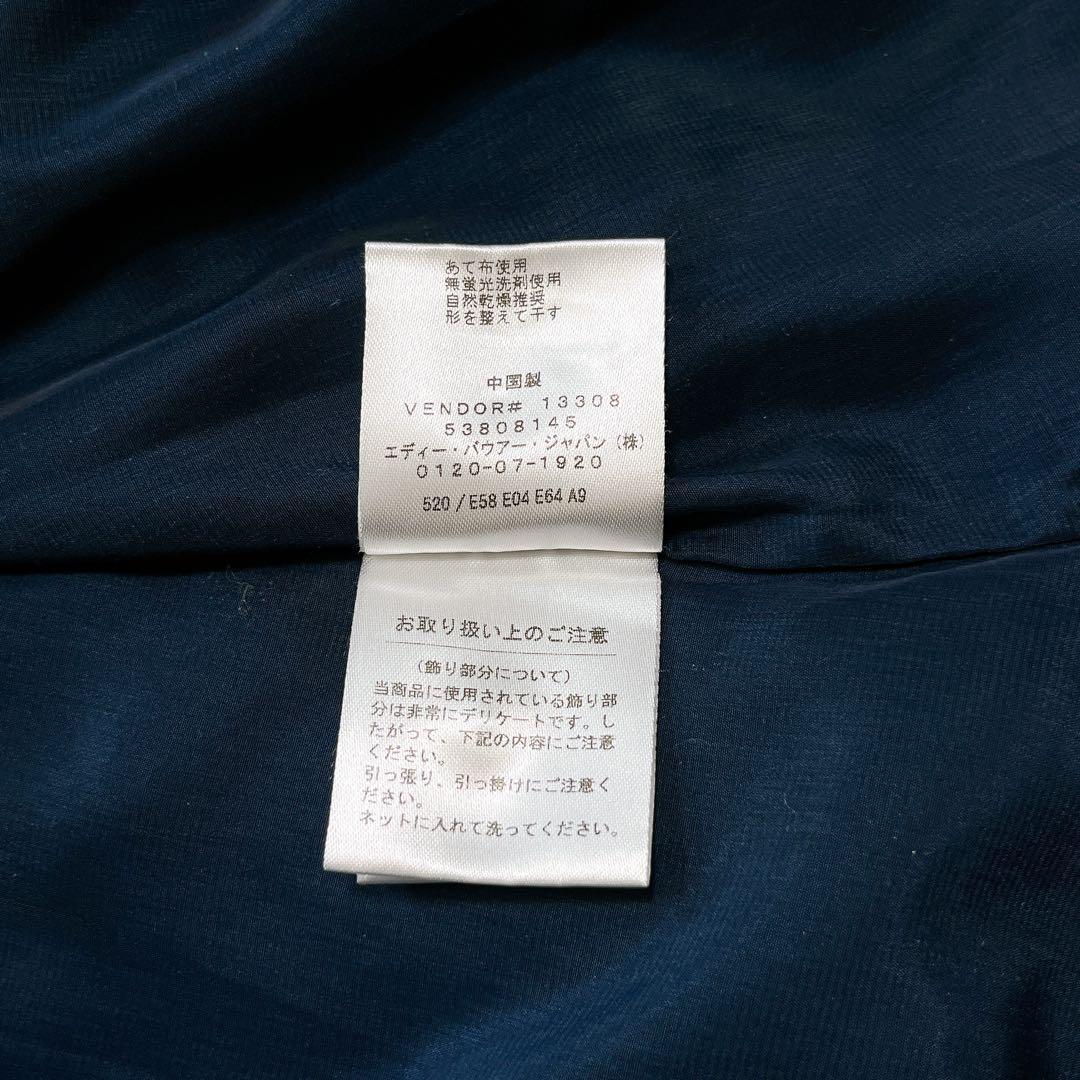 あて布使用
無蛍光洗剤使用
自然乾燥推奨
形を整えて干す
中国製
VENDOR# 13308
53808145
エディー・バウアー・ジャパン(株)
0120-07-1920
520 / E58 E04 E64 A9
お取り扱い上のご注意
(飾り部分について)
当商品に使用されている飾り部
分は非常にデリケートです。し
たがって、下記の内容にご注意
ください。
引っ張り、引っ掛けにご注意く
ださい。
ネットに入れて洗ってください。